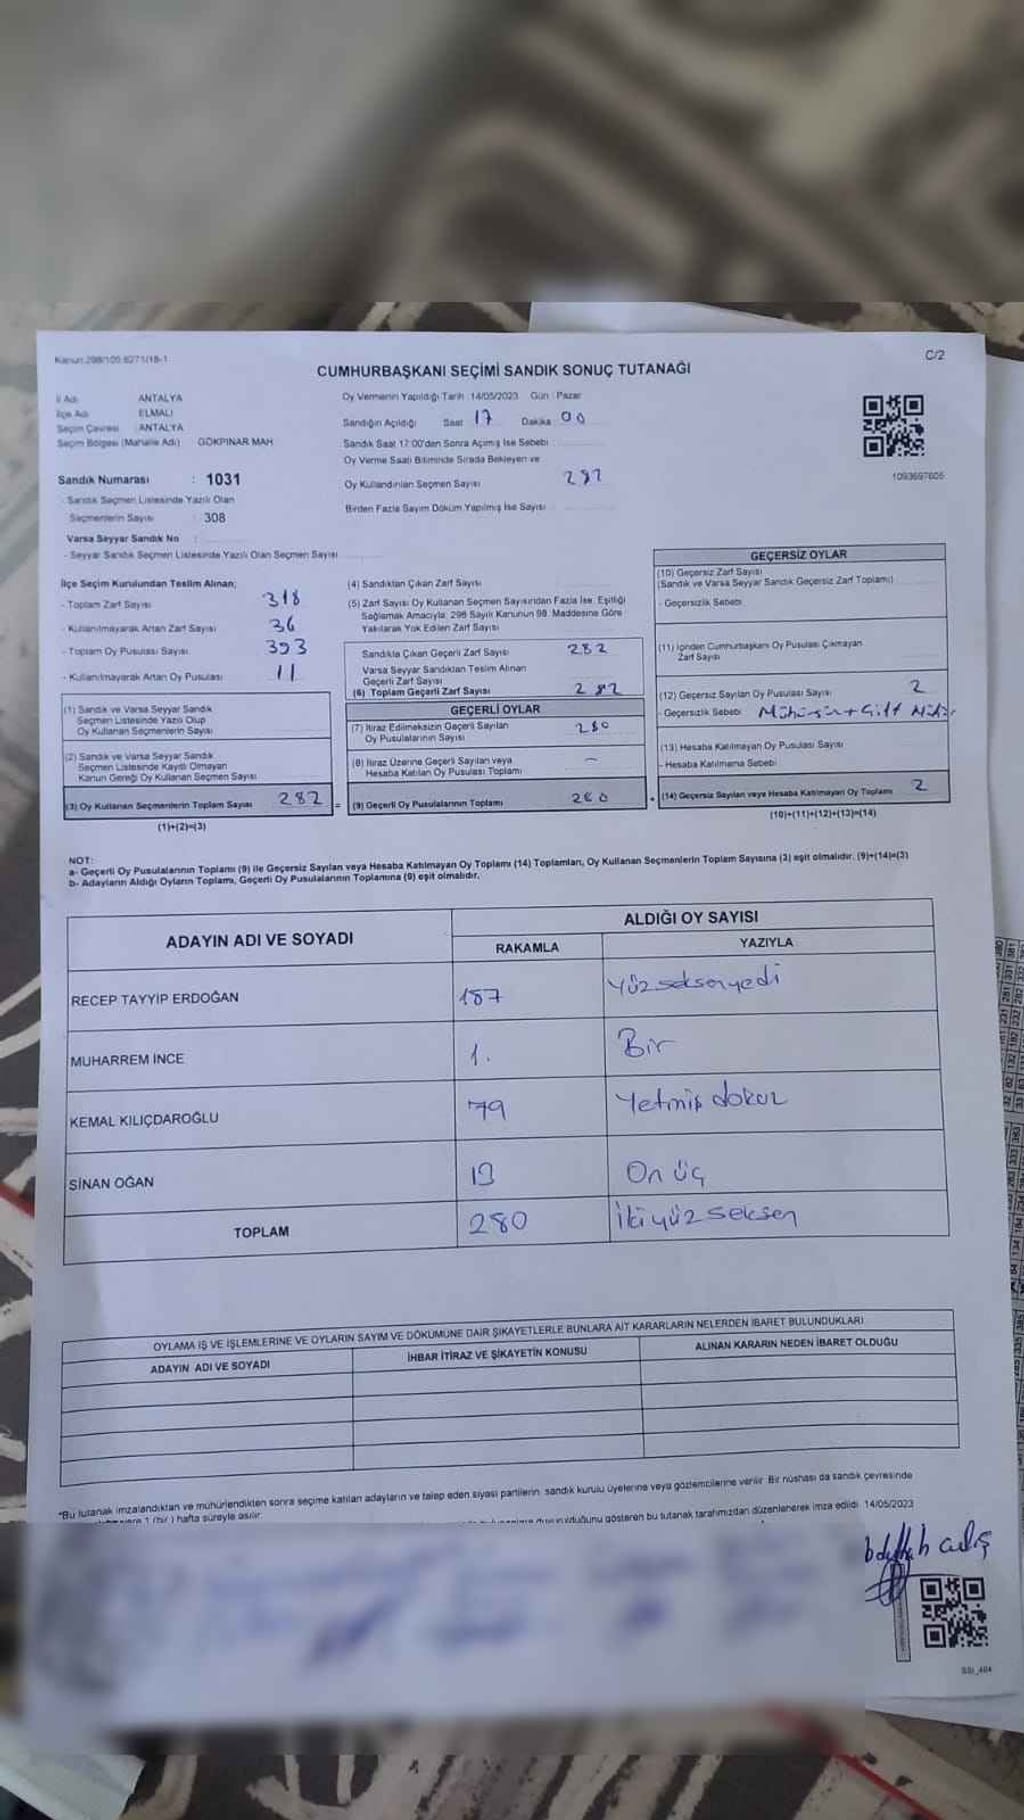 Kanun:298/105 6271/18-1
C/2
CUMHURBAŞKANI SEÇİMİ SANDIK SONUÇ TUTANAĞI
İl Adı ANTALYA
İlçe Adı ELMALI
Seçim Çevresi ANTALYA
Seçim Bölgesi (Mahalle Adı) GÖKPINAR MAH
Sandık Numarası : 1031
- Sandık Seçmen Listesinde Yazılı Olan
Seçmenlerin Sayısı 308
Varsa Seyyar Sandık No :
- Seyyar Sandık Seçmen Listesinde Yazılı Olan Seçmen Sayısı
Oy Vermenin Yapıldığı Tarih : 14/05/2023 Gün : Pazar
Sandığın Açıldığı Saat 17 Dakika 00
Sandık Saat 17:00'den Sonra Açılmış İse Sebebi
Oy Verme Saati Bitiminde Sırada Bekleyen ve
Oy Kullandırılan Seçmen Sayısı 282
Birden Fazla Sayım Döküm Yapılmış İse Sayısı
1093697605
İlçe Seçim Kurulundan Teslim Alınan;
- Toplam Zarf Sayısı 318
- Kullanılmayarak Artan Zarf Sayısı 36
- Toplam Oy Pusulası Sayısı 393
- Kullanılmayarak Artan Oy Pusulası 11
(1) Sandık ve Varsa Seyyar Sandık
Seçmen Listesinde Yazılı Olup
Oy Kullanan Seçmenlerin Sayısı
(2) Sandık ve Varsa Seyyar Sandık
Seçmen Listesinde Kayıtlı Olmayan
Kanun Gereği Oy Kullanan Seçmen Sayısı
(3) Oy Kullanan Seçmenlerin Toplam Sayısı 282 =
(1)+(2)=(3)
(4) Sandıktan Çıkan Zarf Sayısı
(5) Zarf Sayısı Oy Kullanan Seçmen Sayısından Fazla İse, Eşitliği
Sağlamak Amacıyla, 298 Sayılı Kanunun 98. Maddesine Göre
Yakılarak Yok Edilen Zarf Sayısı
Sandıkta Çıkan Geçerli Zarf Sayısı 282
Varsa Seyyar Sandıktan Teslim Alınan
Geçerli Zarf Sayısı
(6) Toplam Geçerli Zarf Sayısı 282
GEÇERLİ OYLAR
(7) İtiraz Edilmeksizin Geçerli Sayılan
Oy Pusulalarının Sayısı 280
(8) İtiraz Üzerine Geçerli Sayılan veya
Hesaba Katılan Oy Pusulası Toplamı -
(9) Geçerli Oy Pusulalarının Toplamı 280 +
GEÇERSİZ OYLAR
(10) Geçersiz Zarf Sayısı
(Sandık ve Varsa Seyyar Sandık Geçersiz Zarf Toplamı)
- Geçersizlik Sebebi
(11) İçinden Cumhurbaşkanı Oy Pusulası Çıkmayan
Zarf Sayısı
(12) Geçersiz Sayılan Oy Pusulası Sayısı 2
- Geçersizlik Sebebi Mühürsüz + Çift Mühür
(13) Hesaba Katılmayan Oy Pusulası Sayısı
- Hesaba Katılmama Sebebi
(14) Geçersiz Sayılan veya Hesaba Katılmayan Oy Toplamı 2
(10)+(11)+(12)+(13)=(14)
NOT:
a- Geçerli Oy Pusulalarının Toplamı (9) ile Geçersiz Sayılan veya Hesaba Katılmayan Oy Toplamı (14) Toplamları, Oy Kullanan Seçmenlerin Toplam Sayısına (3) eşit olmalıdır. (9)+(14)=(3)
b- Adayların Aldığı Oyların Toplamı, Geçerli Oy Pusulalarının Toplamına (9) eşit olmalıdır.
ADAYIN ADI VE SOYADI
ALDIĞI OY SAYISI
RAKAMLA YAZIYLA
RECEP TAYYİP ERDOĞAN 187 Yüzseksenyedi
MUHARREM İNCE 1. Bir
KEMAL KILIÇDAROĞLU 79 Yetmiş dokuz
SİNAN OĞAN 13 On üç
TOPLAM 280 İkiyüz seksen
OYLAMA İŞ VE İŞLEMLERİNE VE OYLARIN SAYIM VE DÖKÜMÜNE DAİR ŞİKAYETLERLE BUNLARA AİT KARARLARIN NELERDEN İBARET BULUNDUKLARI
ADAYIN ADI VE SOYADI İHBAR İTİRAZ VE ŞİKAYETİN KONUSU ALINAN KARARIN NEDEN İBARET OLDUĞU
*Bu tutanak imzalandıktan ve mühürlendikten sonra seçime katılan adayların ve talep eden siyasi partilerin, sandık kurulu üyelerine veya gözlemcilerine verilir. Bir nüshası da sandık çevresinde
1 (bir ) hafta süreyle asılır.
gösteren bu tutanak tarafımızdan düzenlenerek imza edildi. 14/05/2023